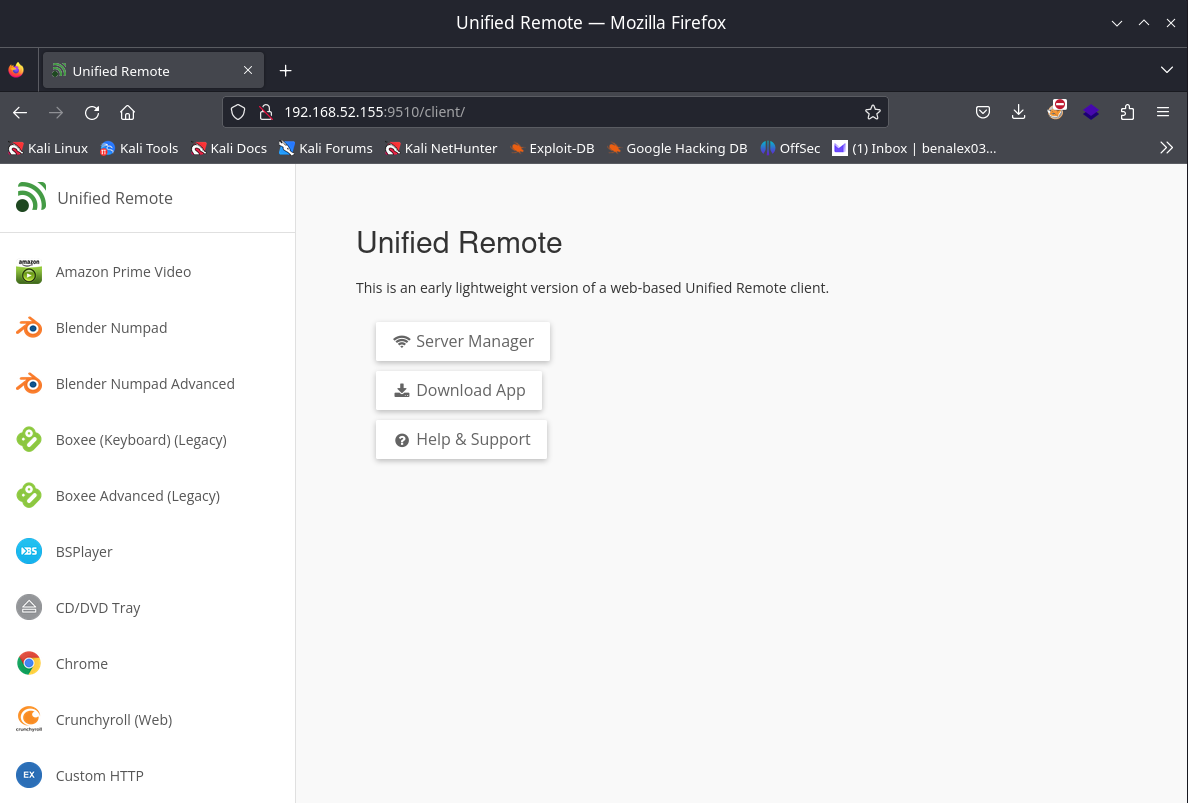 Unified Remote — Mozilla Firefox
Unified Remote
192.168.52.155:9510/client/
Kali Linux Kali Tools Kali Docs Kali Forums Kali NetHunter Exploit-DB Google Hacking DB OffSec (1) Inbox | benalex03...
Unified Remote
amazon
Amazon Prime Video
Blender Numpad
Blender Numpad Advanced
Boxee (Keyboard) (Legacy)
Boxee Advanced (Legacy)
BS
BSPlayer
CD/DVD Tray
Chrome
crunchyroll
Crunchyroll (Web)
EX
Custom HTTP
Unified Remote
This is an early lightweight version of a web-based Unified Remote client.
Server Manager
Download App
Help & Support